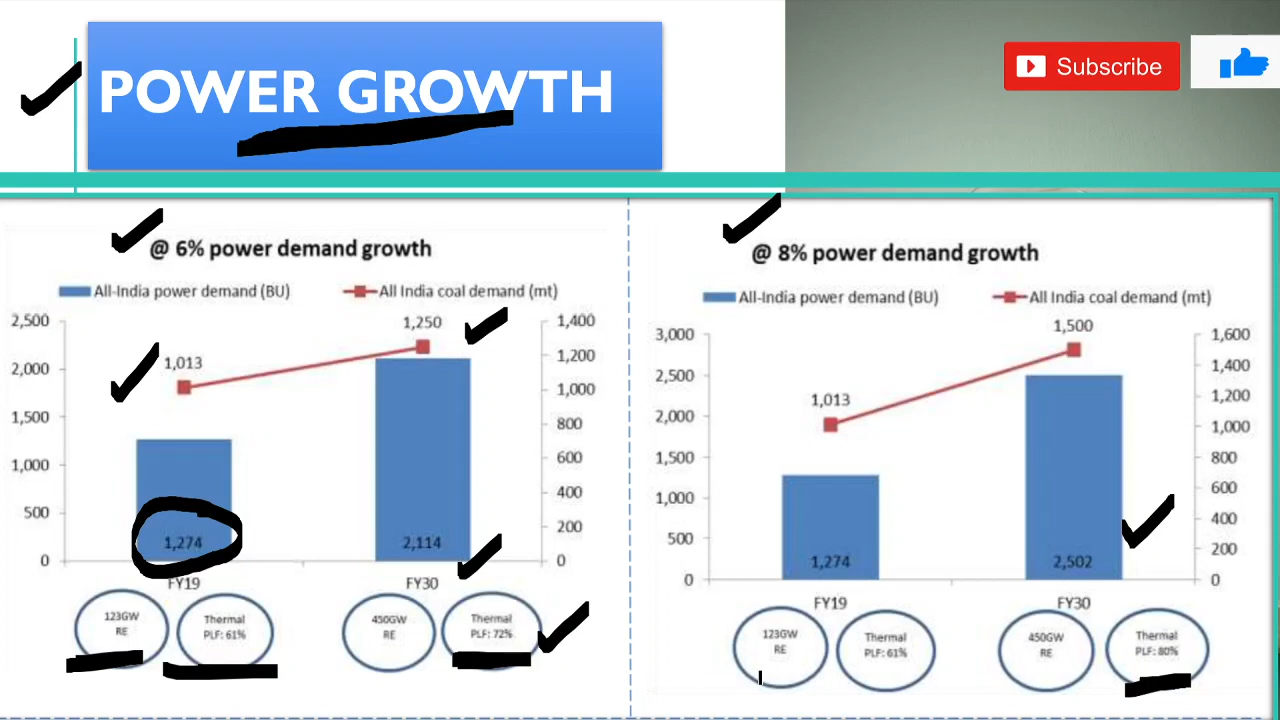 POWER GROWTH
Subscribe
@ 6% power demand growth
All-India power demand (BU) All India coal demand (mt)
2,500 1,400
1,250
1,200
2,000
1,013
1,000
1,500
800
1,000 600
400
500
200
1,274 2,114
0 0
FY19 FY30
123GW RE
Thermal PLF: 61%
450GW RE
Thermal PLF: 72%
@ 8% power demand growth
All-India power demand (BU) All India coal demand (mt)
3,000 1,600
1,500
1,400
2,500
1,200
1,013
2,000
1,000
1,500 800
600
1,000
400
500
200
1,274 2,502
0 0
FY19 FY30
123GW RE
Thermal PLF: 61%
450GW RE
Thermal PLF: 80%